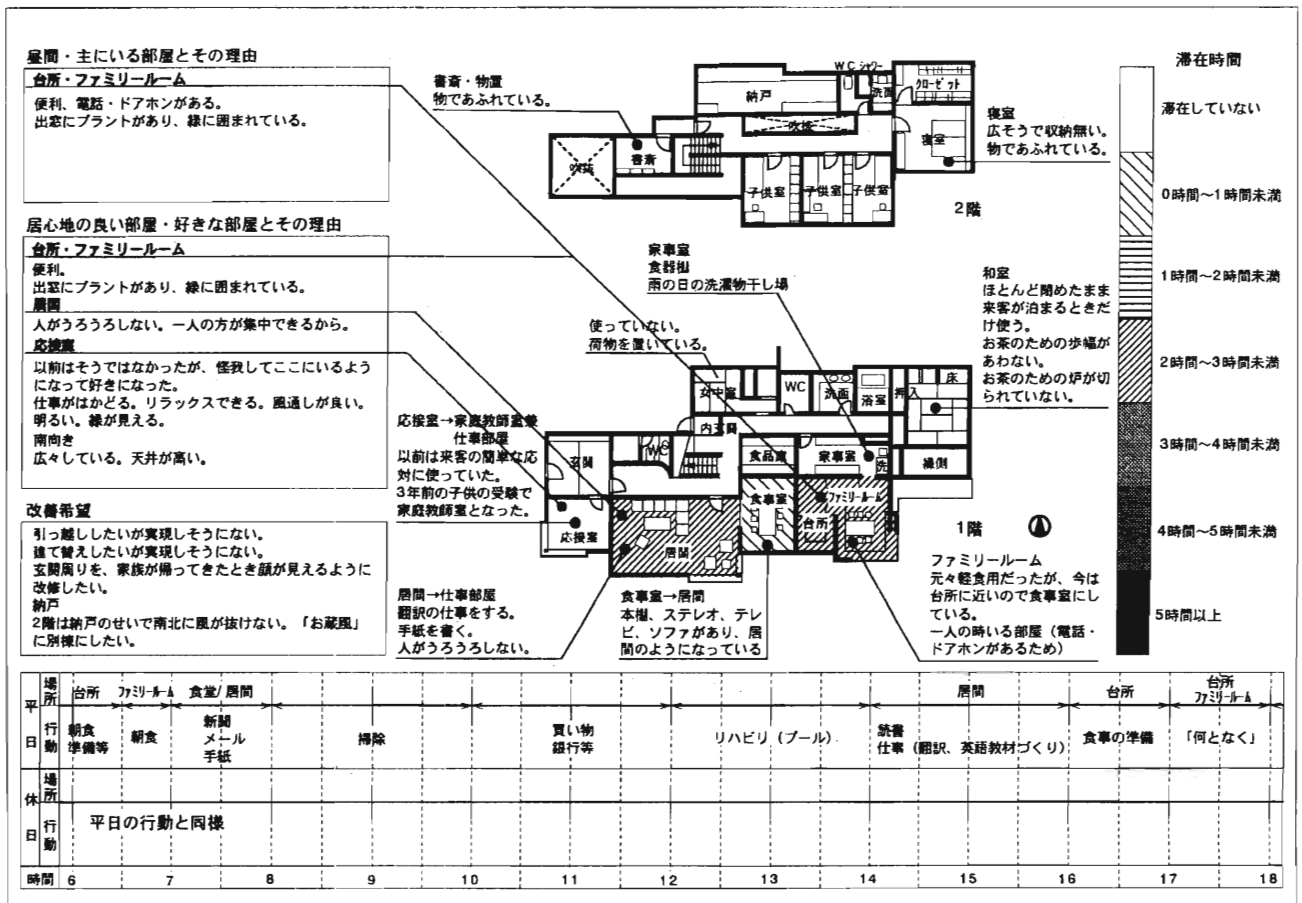 昼間・主にいる部屋とその理由
台所・ファミリールーム
便利、電話・ドアホンがある。
出窓にプラントがあり、緑に囲まれている。
居心地の良い部屋・好きな部屋とその理由
台所・ファミリールーム
便利。
出窓にプラントがあり、緑に囲まれている。
居間
人がうろうろしない。一人の方が集中できるから。
応接室
以前はそうではなかったが、怪我してここにいるよう
になって好きになった。
仕事がはかどる。リラックスできる。風通しが良い。
明るい。緑が見える。
南向き
広々している。天井が高い。
改善希望
引っ越ししたいが実現しそうにない。
建て替えしたいが実現しそうにない。
玄関周りを、家族が帰ってきたとき顔が見えるように
改修したい。
納戸
2階は納戸のせいで南北に風が抜けない。「お蔵風」
に別棟にしたい。
書斎・物置
物であふれている。
WC シャワー
納戸
洗面
クローゼット
吹抜
寝室
吹抜
書斎
子供室
子供室
子供室
2階
寝室
広そうで収納無い。
物であふれている。
家事室
食器棚
雨の日の洗濯物干し場
使っていない。
荷物を置いている。
和室
ほとんど閉めたまま
来客が泊まるときだ
け使う。
お茶のための歩幅が
あわない。
お茶のための炉が切
られていない。
応接室→家庭教師室兼
仕事部屋
以前は来客の簡単な応
対に使っていた。
3年前の子供の受験で
家庭教師室となった。
女中室
WC
洗面
浴室
押入
床
内玄関
玄関
WC
食品庫
家事室
洗
縁側
食事室
ファミリールーム
台所
応接室
居間
1階
居間→仕事部屋
翻訳の仕事をする。
手紙を書く。
人がうろうろしない。
食事室→居間
本棚、ステレオ、テレ
ビ、ソファがあり、居
間のようになっている
ファミリールーム
元々軽食用だったが、今は
台所に近いので食事室にし
ている。
一人の時いる部屋（電話・
ドアホンがあるため）
滞在時間
滞在していない
0時間～1時間未満
1時間～2時間未満
2時間～3時間未満
3時間～4時間未満
4時間～5時間未満
5時間以上
平日
場所
台所 ファミリールーム 食堂/居間 居間 台所 台所
ファミリールーム
行動
朝食
準備等
朝食
新聞
メール
手紙
掃除
買い物
銀行等
リハビリ（プール）
読書
仕事（翻訳、英語教材づくり）
食事の準備
「何となく」
休日
場所
行動
平日の行動と同様
時間 6 7 8 9 10 11 12 13 14 15 16 17 18